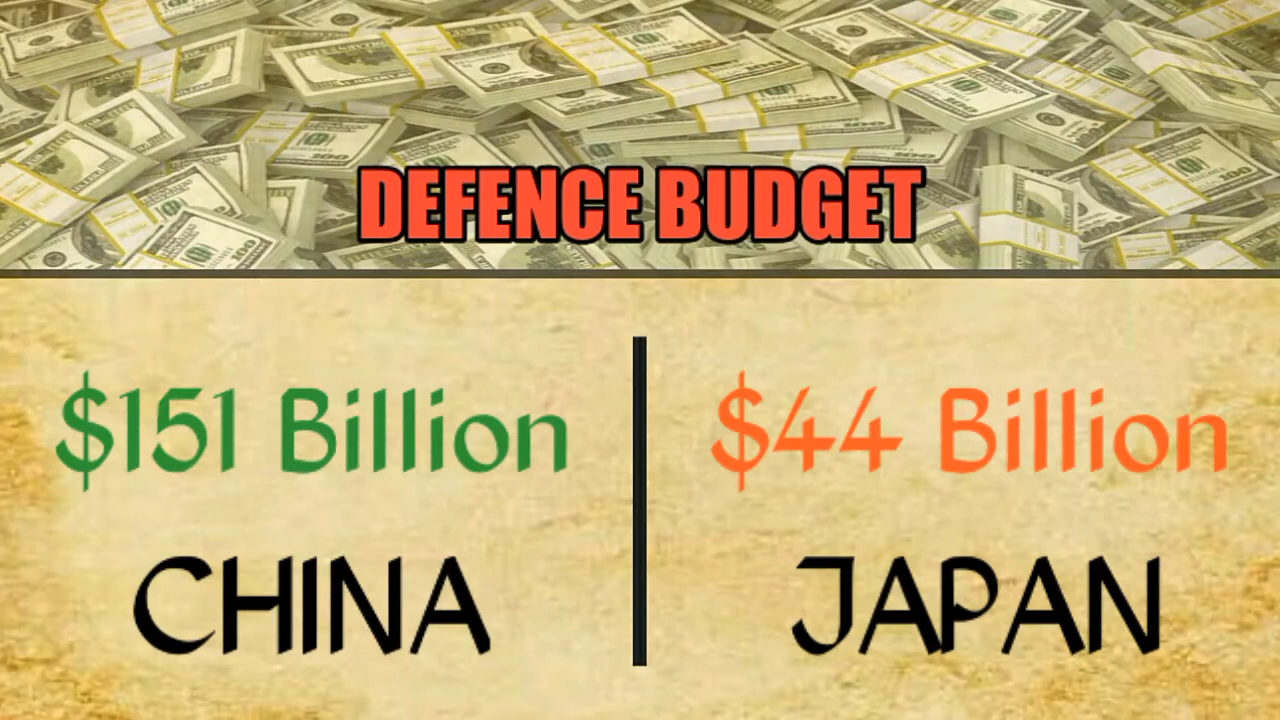 DEFENCE BUDGET
$151 Billion
$44 Billion
CHINA
JAPAN